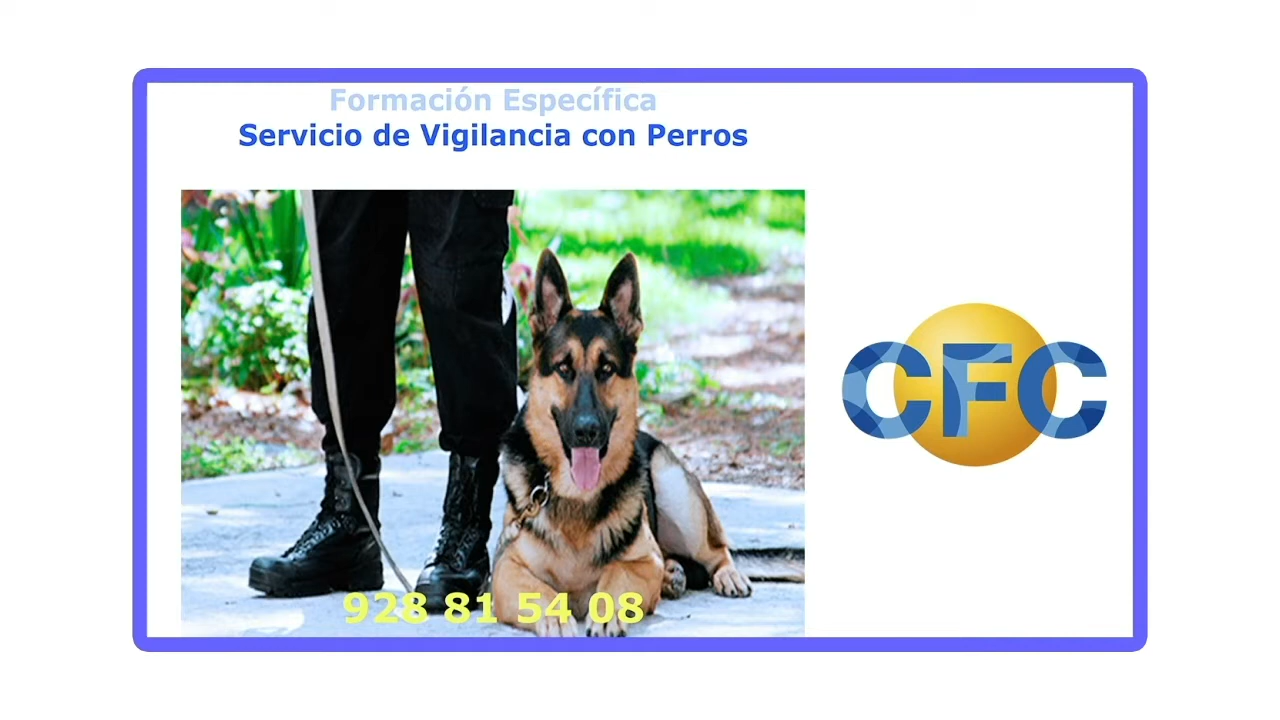 Formación Específica
Servicio de Vigilancia con Perros
CFC
928 81 54 08